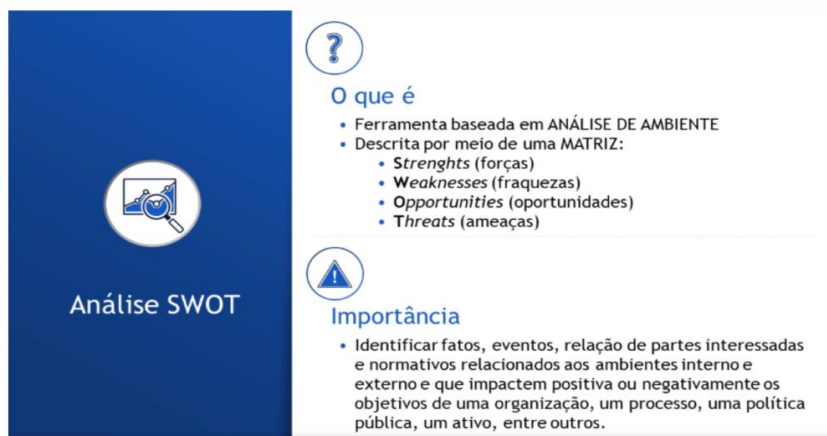 Análise SWOT
?
O que é
• Ferramenta baseada em ANÁLISE DE AMBIENTE
• Descrita por meio de uma MATRIZ:
• Strenghts (forças)
• Weaknesses (fraquezas)
• Opportunities (oportunidades)
• Threats (ameaças)
!
Importância
• Identificar fatos, eventos, relação de partes interessadas
e normativos relacionados aos ambientes interno e
externo e que impactem positiva ou negativamente os
objetivos de uma organização, um processo, uma política
pública, um ativo, entre outros.